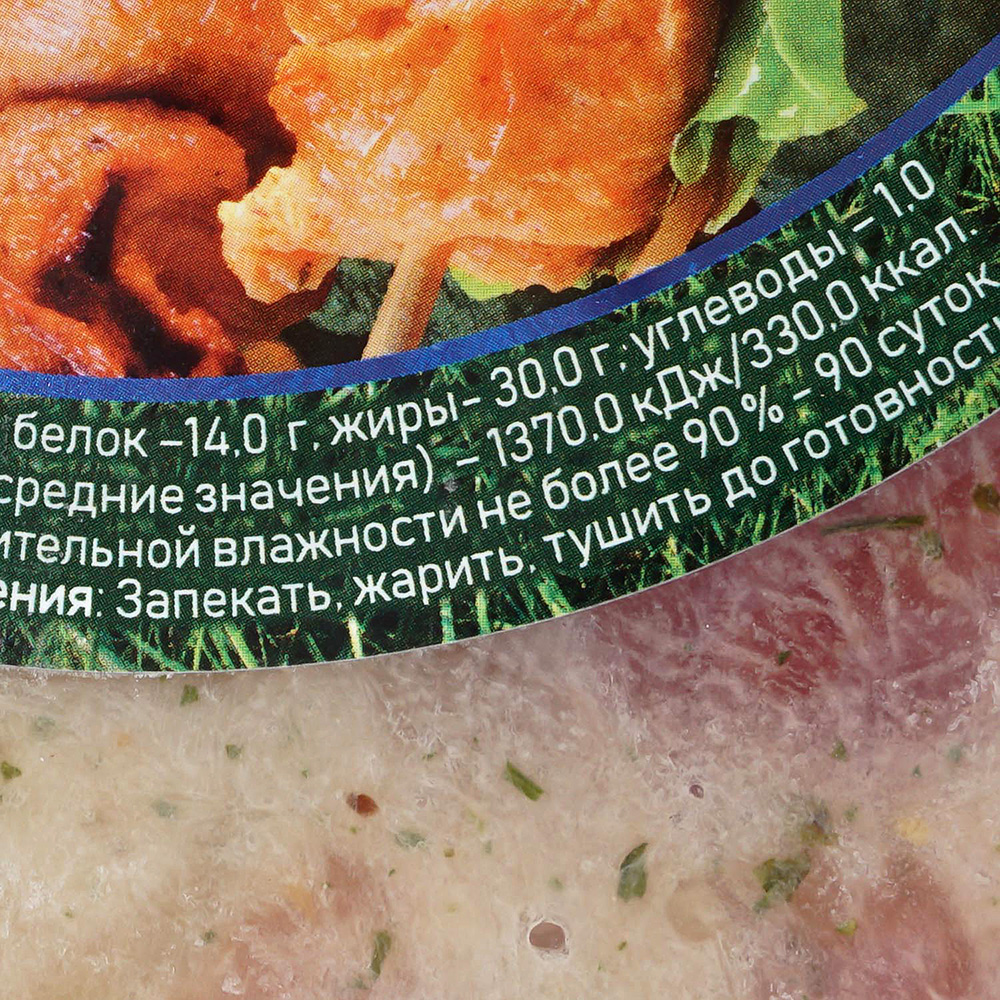 белок –14,0 г, жиры– 30,0 г; углеводы – 1,0
средние значения) – 1370,0 кДж/330,0 ккал.
ительной влажности не более 90 % – 90 суток
ения: Запекать, жарить, тушить до готовност